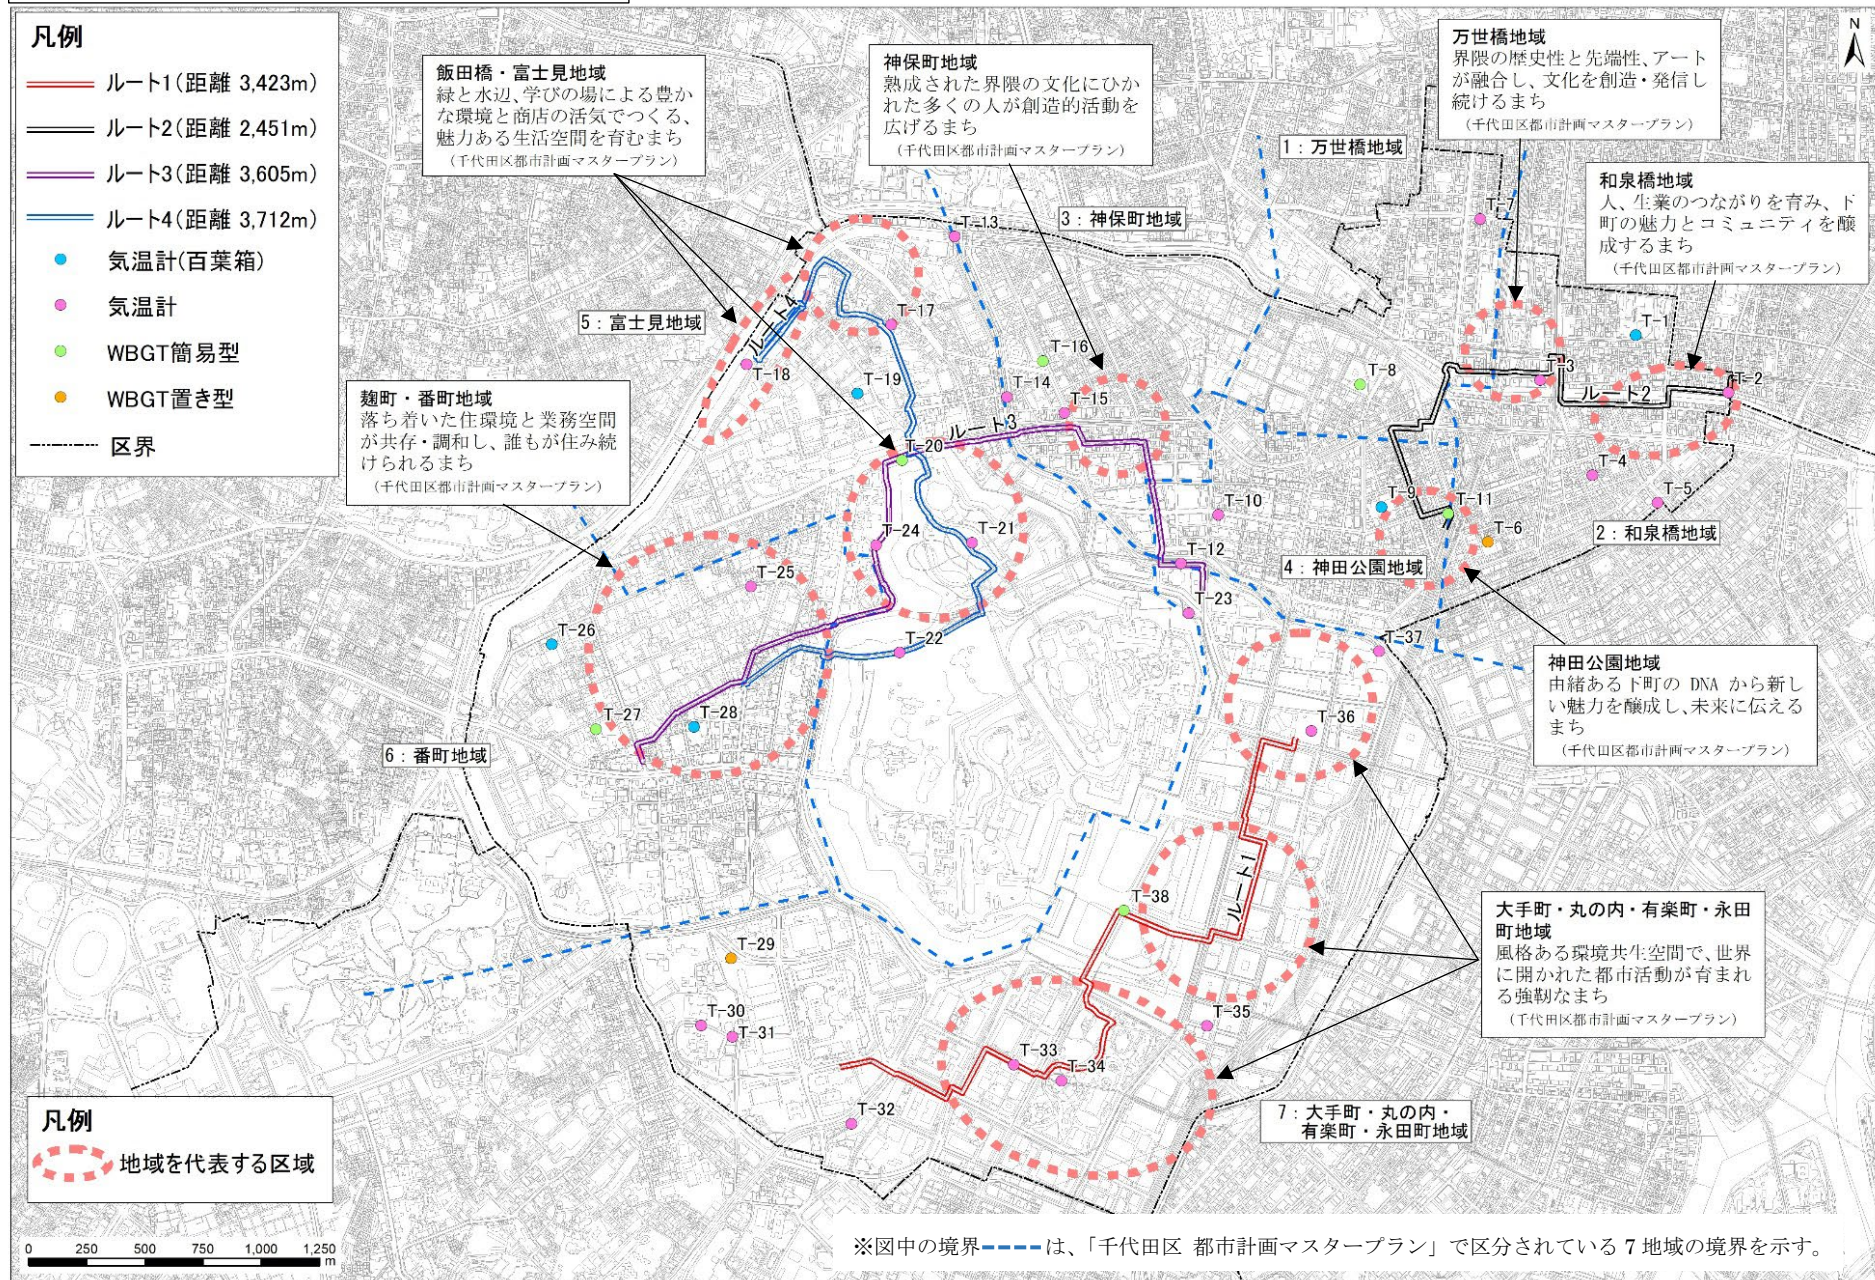 凡例
ルート1(距離 3,423m)
ルート2(距離 2,451m)
ルート3(距離 3,605m)
ルート4(距離 3,712m)
気温計(百葉箱)
気温計
WBGT簡易型
WBGT置き型
区界
飯田橋・富士見地域
緑と水辺、学びの場による豊か
な環境と商店の活気でつくる、
魅力ある生活空間を育むまち
(千代田区都市計画マスタープラン)
神保町地域
熟成された界隈の文化にひか
れた多くの人が創造的活動を
広げるまち
(千代田区都市計画マスタープラン)
万世橋地域
界隈の歴史性と先端性、アート
が融合し、文化を創造・発信し
続けるまち
(千代田区都市計画マスタープラン)
和泉橋地域
人、生業のつながりを育み、下
町の魅力とコミュニティを醸
成するまち
(千代田区都市計画マスタープラン)
N
1：万世橋地域
3：神保町地域
5：富士見地域
麹町・番町地域
落ち着いた住環境と業務空間
が共存・調和し、誰もが住み続
けられるまち
(千代田区都市計画マスタープラン)
T-7
T-13
T-17
T-1
ルート4
T-18
T-19
T-16
T-14
T-15
T-8
T-3
ルート2
T-2
ルート3
T-20
T-4
T-5
T-9
T-11
T-6
T-10
2：和泉橋地域
T-24
T-21
T-12
4：神田公園地域
T-25
T-23
T-26
T-22
T-37
神田公園地域
由緒ある下町の DNA から新し
い魅力を醸成し、未来に伝える
まち
(千代田区都市計画マスタープラン)
T-27
T-28
T-36
6：番町地域
ルート1
T-38
T-29
T-30
T-31
T-35
T-33
T-34
T-32
大手町・丸の内・有楽町・永田
町地域
風格ある環境共生空間で、世界
に開かれた都市活動が育まれ
る強靭なまち
(千代田区都市計画マスタープラン)
7：大手町・丸の内・
有楽町・永田町地域
凡例
地域を代表する区域
0 250 500 750 1,000 1,250
m
※図中の境界は、「千代田区 都市計画マスタープラン」で区分されている 7 地域の境界を示す。